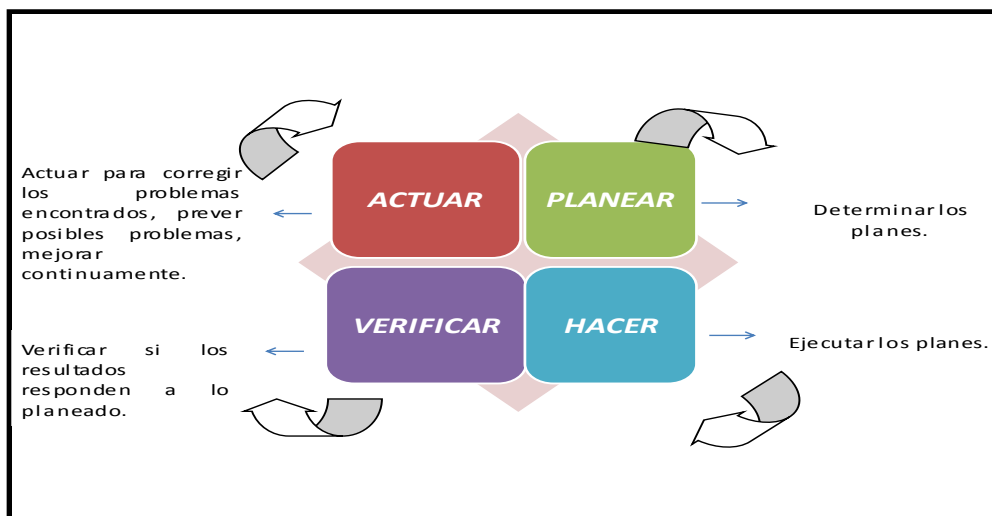 ACTUAR
PLANEAR
Actuar para corregir
los problemas
encontrados, prever
posibles problemas,
mejorar
continuamente.
Determinar los
planes.
VERIFICAR
HACER
Verificar si los
resultados
responden a lo
planeado.
Ejecutar los planes.